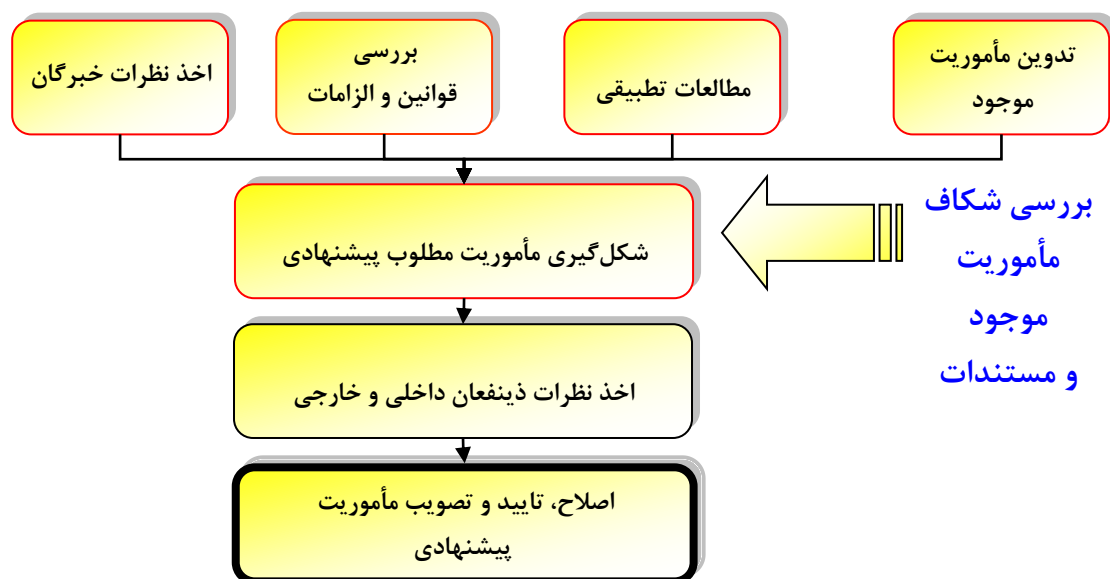 تدوین مأموریت
موجود
مطالعات تطبیقی
بررسی
قوانین و الزامات
اخذ نظرات خبرگان
شکل‌گیری مأموریت مطلوب پیشنهادی
بررسی شکاف
مأموریت
موجود
و مستندات
اخذ نظرات ذینفعان داخلی و خارجی
اصلاح، تایید و تصویب مأموریت
پیشنهادی